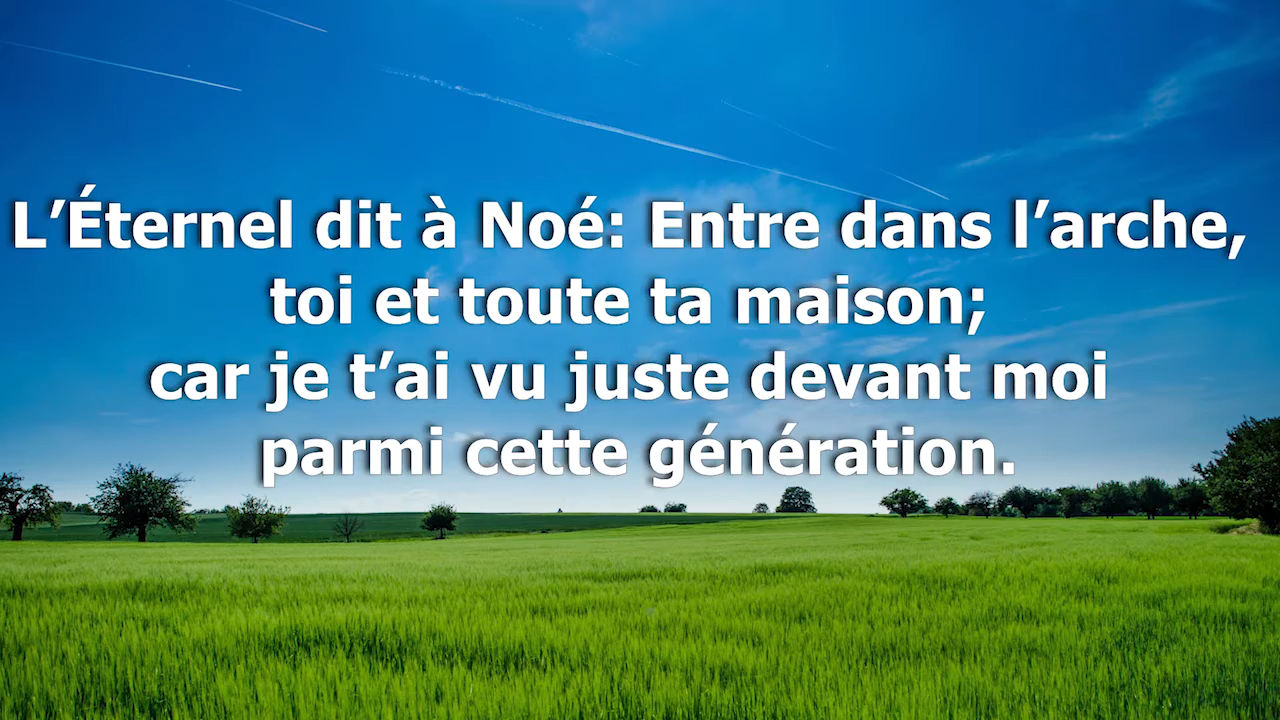 L’Éternel dit à Noé: Entre dans l’arche,
toi et toute ta maison;
car je t’ai vu juste devant moi
parmi cette génération.